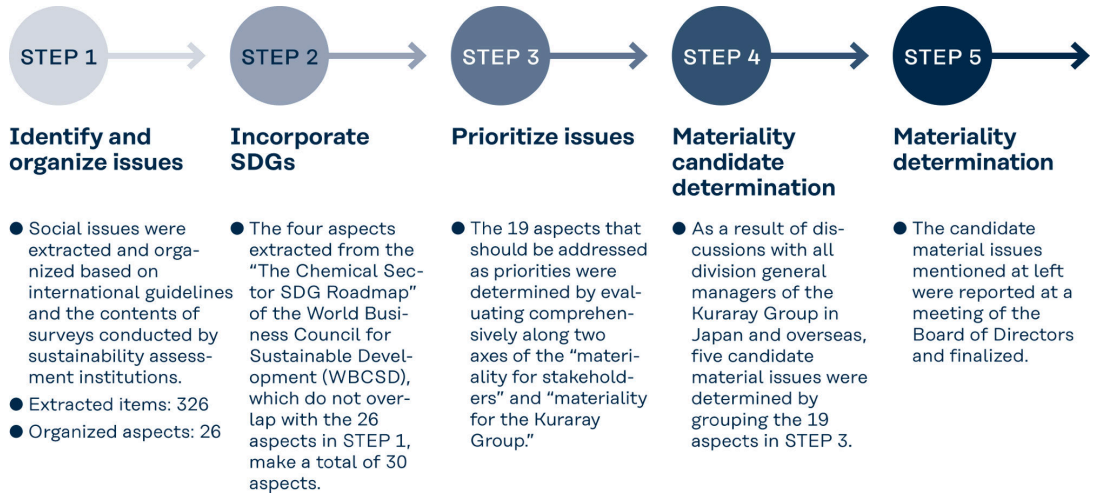 STEP 1
Identify and
organize issues
● Social issues were
extracted and orga-
nized based on
international guidelines
and the contents of
surveys conducted by
sustainability assess-
ment institutions.
● Extracted items: 326
● Organized aspects: 26
STEP 2
Incorporate
SDGs
● The four aspects
extracted from the
“The Chemical Sec-
tor SDG Roadmap”
of the World Busi-
ness Council for
Sustainable Devel-
opment (WBCSD),
which do not over-
lap with the 26
aspects in STEP 1,
make a total of 30
aspects.
STEP 3
Prioritize issues
● The 19 aspects that
should be addressed
as priorities were
determined by eval-
uating comprehen-
sively along two
axes of the “materi-
ality for stakehold-
ers” and “materiality
for the Kuraray
Group.”
STEP 4
Materiality
candidate
determination
● As a result of dis-
cussions with all
division general
managers of the
Kuraray Group in
Japan and overseas,
five candidate
material issues were
determined by
grouping the 19
aspects in STEP 3.
STEP 5
Materiality
determination
● The candidate
material issues
mentioned at left
were reported at a
meeting of the
Board of Directors
and finalized.